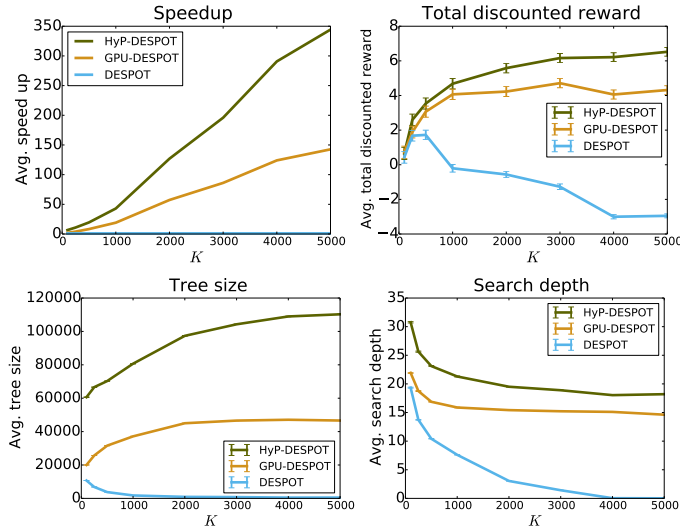 Speedup
350
300
250
200
150
100
50
0
Avg. speed up
HyP-DESPOT
GPU-DESPOT
DESPOT
1000 2000 3000 4000 5000
K
Total discounted reward
8
6
4
2
0
−2
−4
Avg. total discounted reward
HyP-DESPOT
GPU-DESPOT
DESPOT
0 1000 2000 3000 4000 5000
K
Tree size
120000
100000
80000
60000
40000
20000
0
Avg. tree size
HyP-DESPOT
GPU-DESPOT
DESPOT
0 1000 2000 3000 4000 5000
K
Search depth
35
30
25
20
15
10
5
0
Avg. search depth
HyP-DESPOT
GPU-DESPOT
DESPOT
0 1000 2000 3000 4000 5000
K